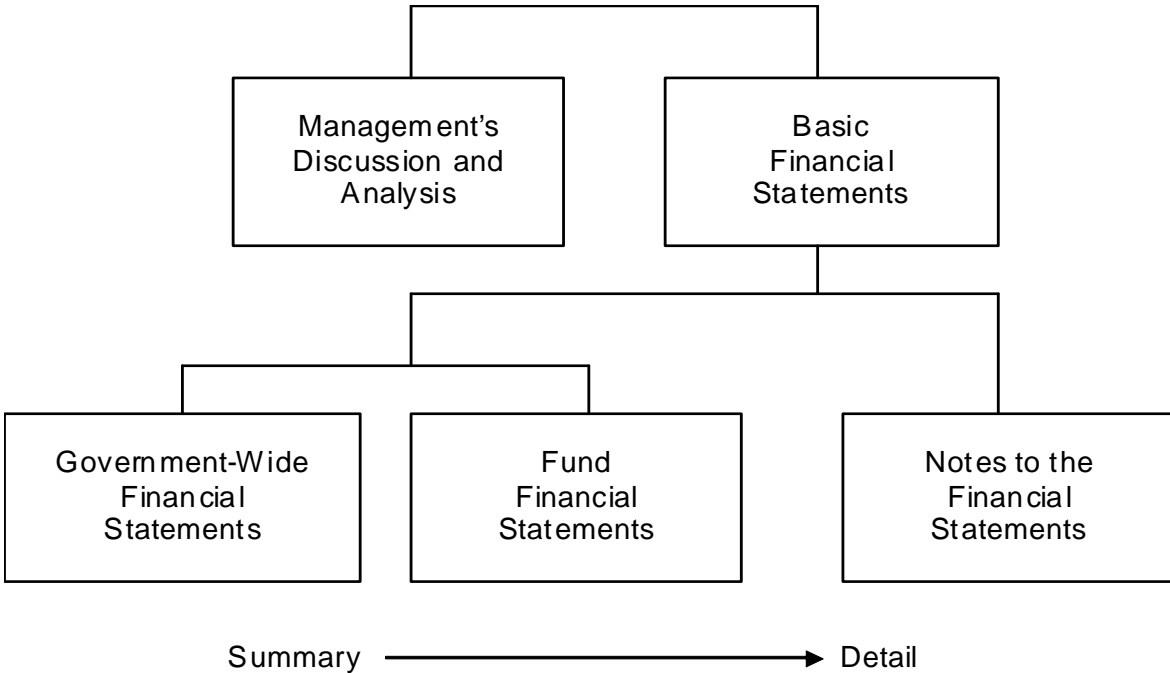 Management's
Discussion and
Analysis
Basic
Financial
Statements
Government-Wide
Financial
Statements
Fund
Financial
Statements
Notes to the
Financial
Statements
Summary
Detail